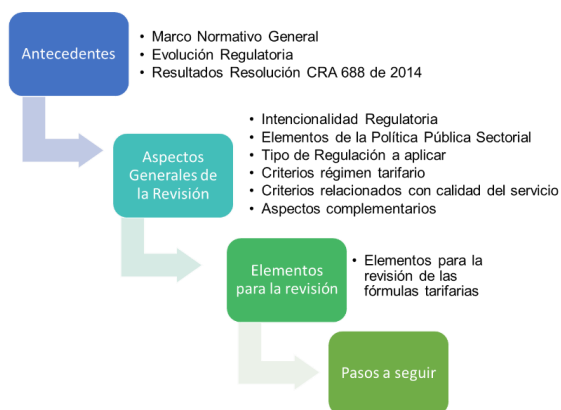 Antecedentes
• Marco Normativo General
• Evolución Regulatoria
• Resultados Resolución CRA 688 de 2014
Aspectos
Generales de
la Revisión
• Intencionalidad Regulatoria
• Elementos de la Política Pública Sectorial
• Tipo de Regulación a aplicar
• Criterios régimen tarifario
• Criterios relacionados con calidad del servicio
• Aspectos complementarios
Elementos
para la revisión
• Elementos para la
revisión de las
fórmulas tarifarias
Pasos a seguir